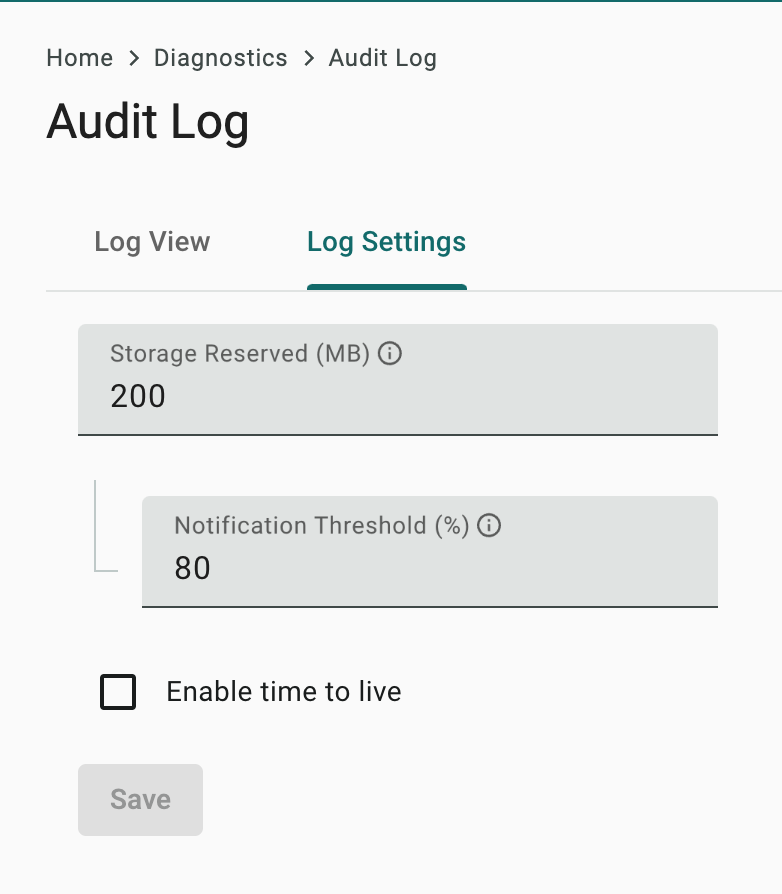 Home > Diagnostics > Audit Log
Audit Log
Log View Log Settings
Storage Reserved (MB)
200
Notification Threshold (%)
80
Enable time to live
Save